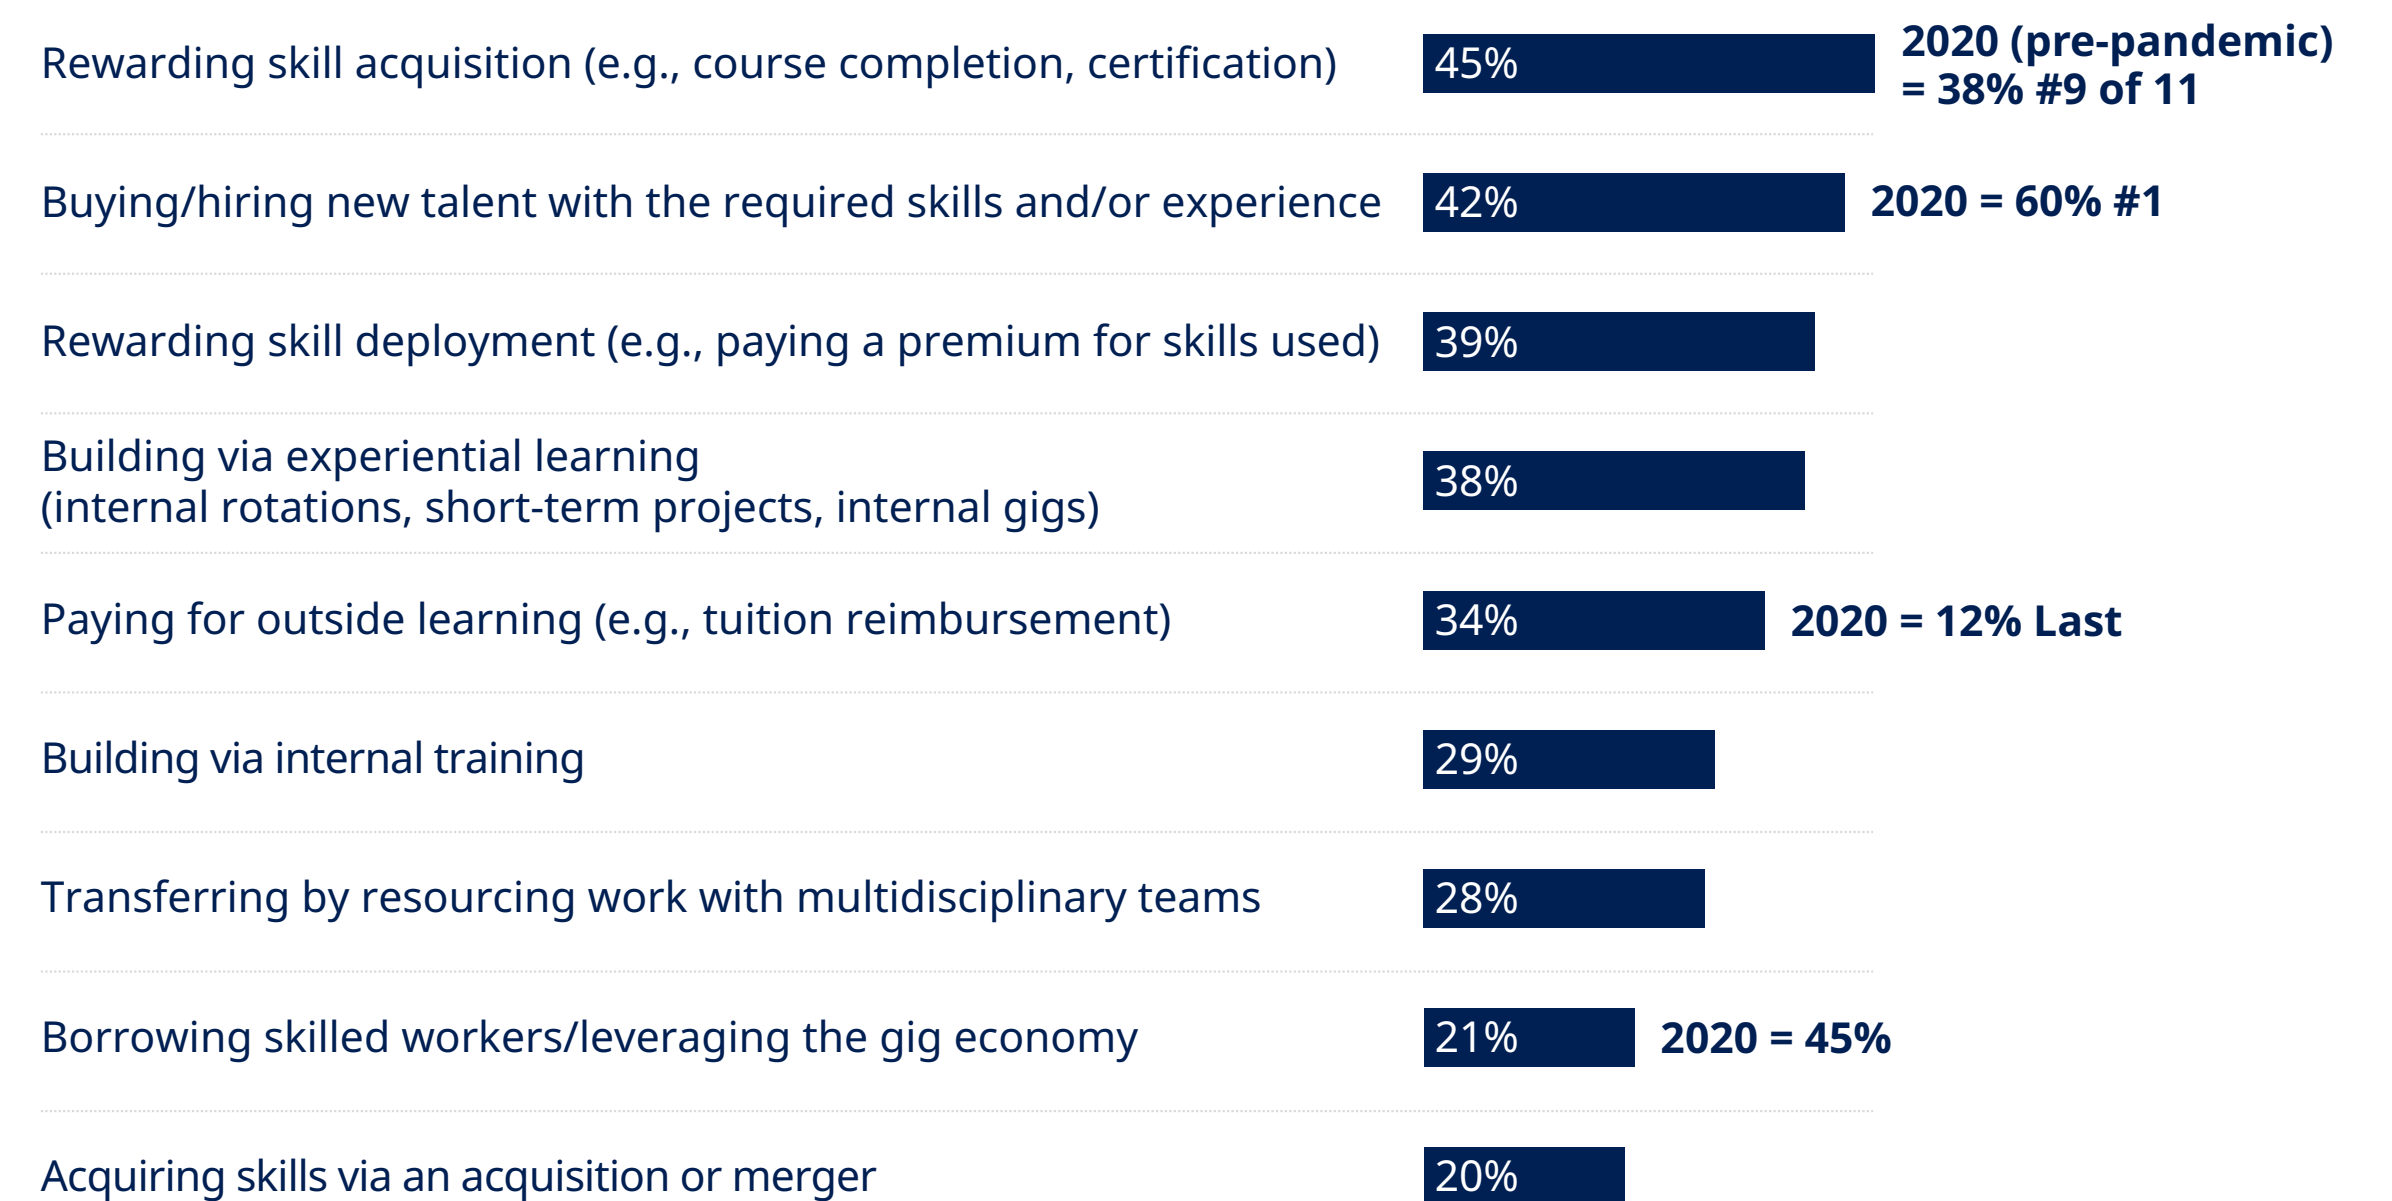 Rewarding skill acquisition (e.g., course completion, certification)
45%
2020 (pre-pandemic)
= 38% #9 of 11
Buying/hiring new talent with the required skills and/or experience
42%
2020 = 60% #1
Rewarding skill deployment (e.g., paying a premium for skills used)
39%
Building via experiential learning
(internal rotations, short-term projects, internal gigs)
38%
Paying for outside learning (e.g., tuition reimbursement)
34%
2020 = 12% Last
Building via internal training
29%
Transferring by resourcing work with multidisciplinary teams
28%
Borrowing skilled workers/leveraging the gig economy
21%
2020 = 45%
Acquiring skills via an acquisition or merger
20%